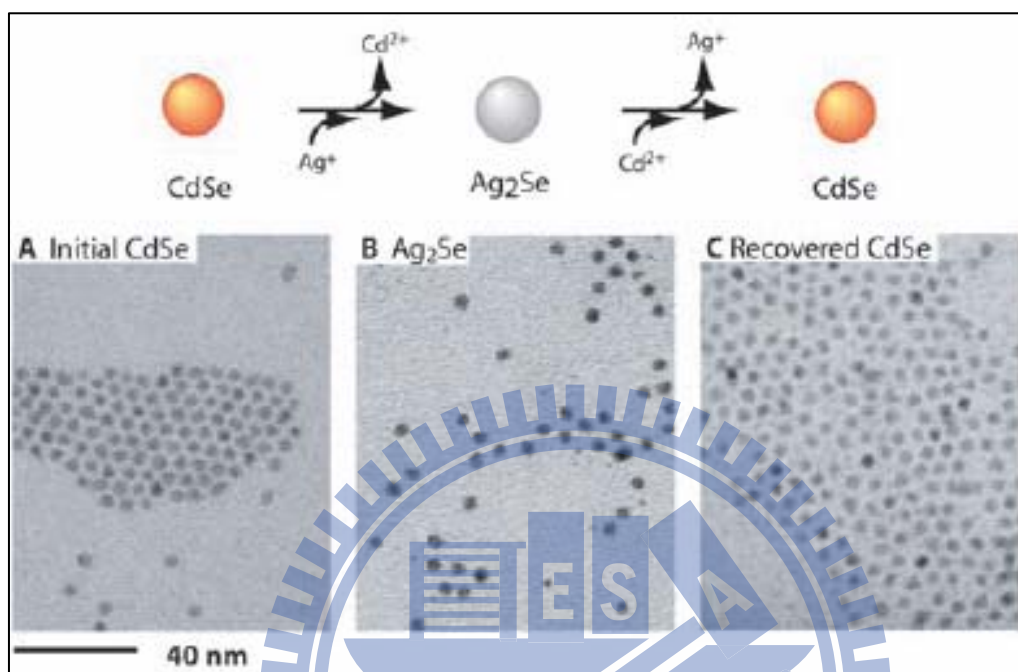 Cd²⁺ Ag⁺
Ag⁺ Cd²⁺
CdSe Ag₂Se CdSe
A Initial CdSe B Ag₂Se C Recovered CdSe
E S A
40 nm